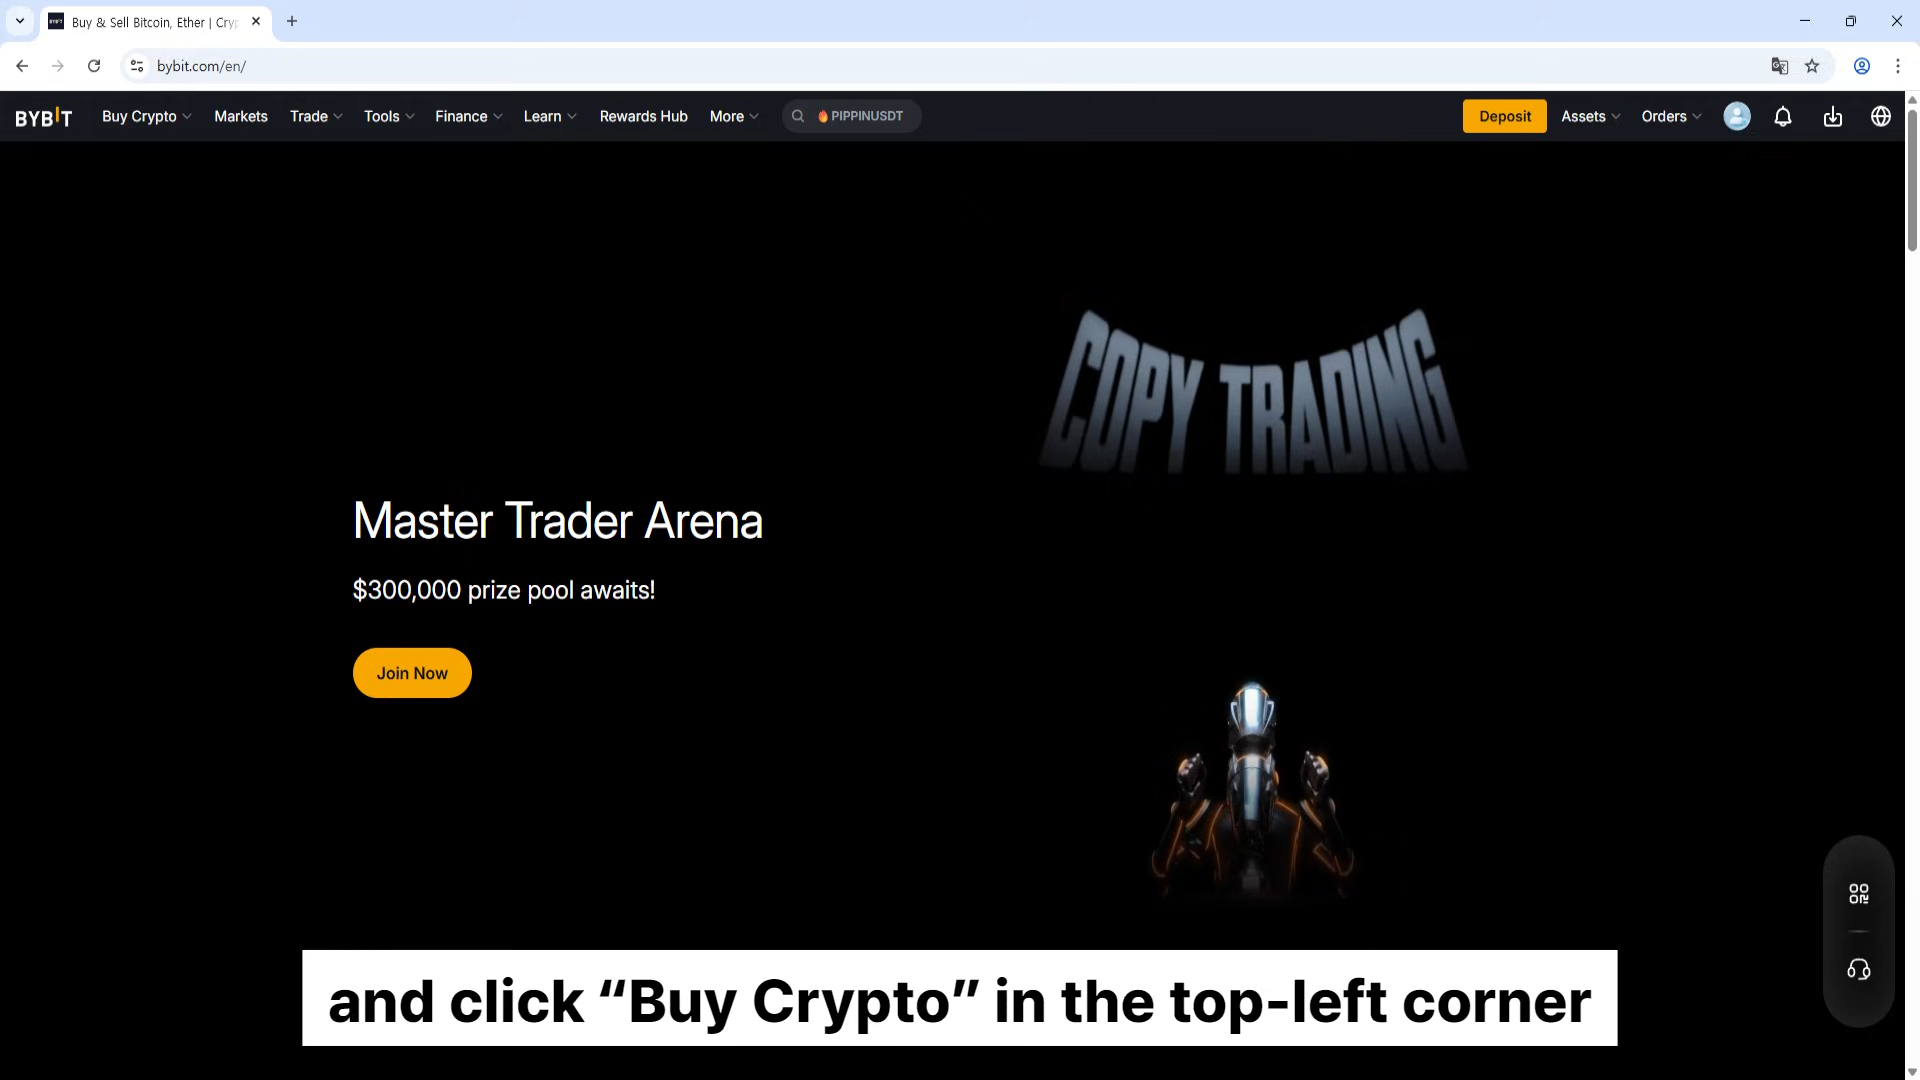 Buy & Sell Bitcoin, Ether | Cryp
bybit.com/en/
BYBIT Buy Crypto Markets Trade Tools Finance Learn Rewards Hub More PIPPINUSDT Deposit Assets Orders
COPY TRADING
Master Trader Arena
$300,000 prize pool awaits!
Join Now
and click “Buy Crypto” in the top-left corner